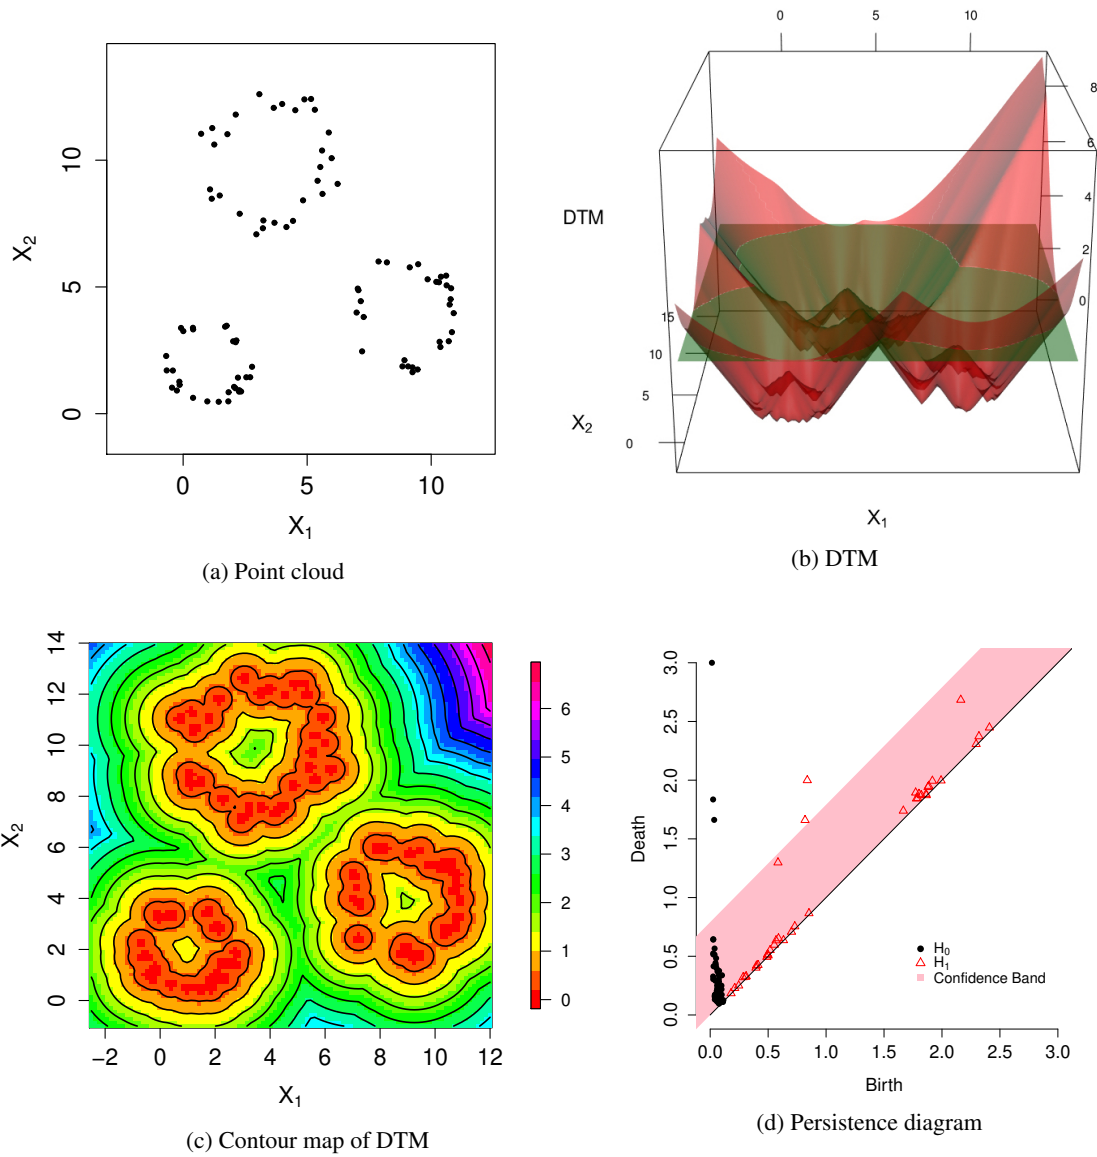 0 5 10
X2
0 5 10
X1
(a) Point cloud
0 5 10
DTM
8
6
4
2
0
15
10
5
0
X2
X1
(b) DTM
14
12
10
8
6
4
2
0
X2
−2 0 2 4 6 8 10 12
X1
6
5
4
3
2
1
0
(c) Contour map of DTM
3.0
2.5
2.0
1.5
1.0
0.5
0.0
Death
H0
H1
Confidence Band
0.0 0.5 1.0 1.5 2.0 2.5 3.0
Birth
(d) Persistence diagram